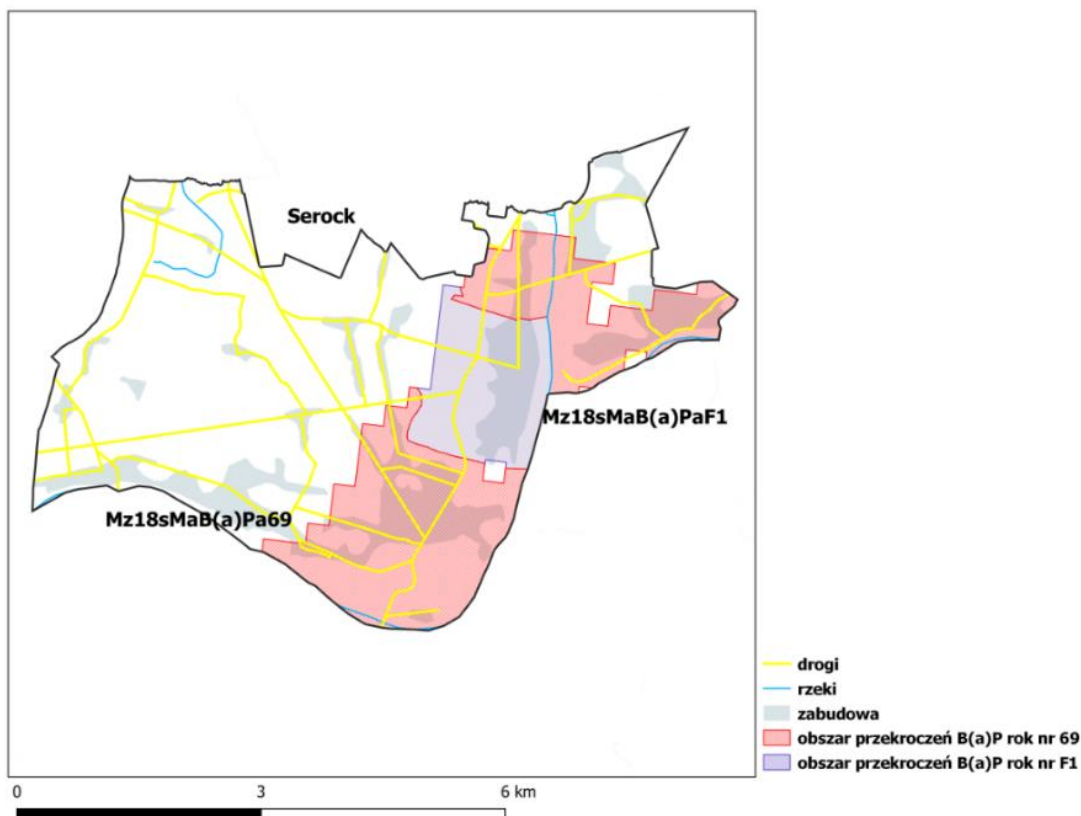 Serock
Mz18sMaB(a)PaF1
Mz18sMaB(a)Pa69
drogi
rzeki
zabudowa
obszar przekroczeń B(a)P rok nr 69
obszar przekroczeń B(a)P rok nr F1
0 3 6 km